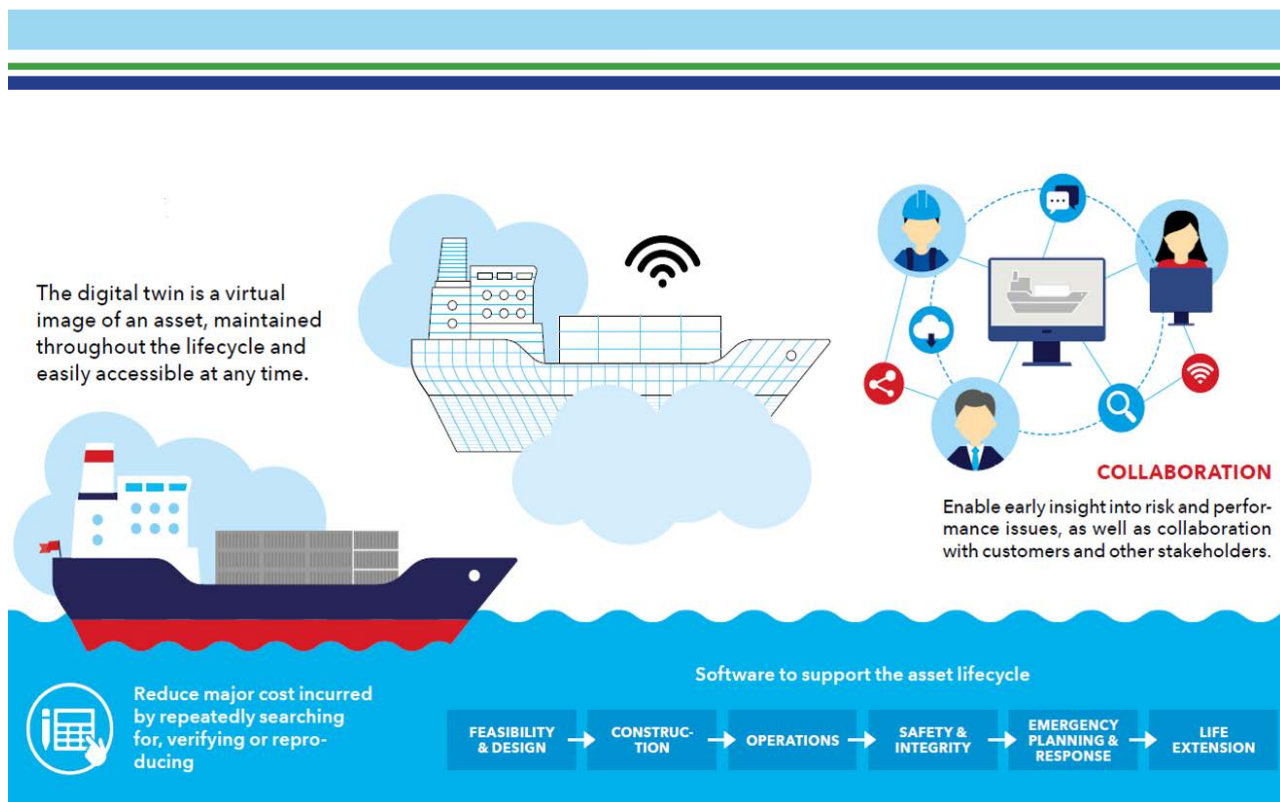 The digital twin is a virtual
image of an asset, maintained
throughout the lifecycle and
easily accessible at any time.
COLLABORATION
Enable early insight into risk and perfor-
mance issues, as well as collaboration
with customers and other stakeholders.
Reduce major cost incurred
by repeatedly searching
for, verifying or repro-
ducing
Software to support the asset lifecycle
FEASIBILITY
& DESIGN
CONSTRUC-
TION
OPERATIONS
SAFETY &
INTEGRITY
EMERGENCY
PLANNING &
RESPONSE
LIFE
EXTENSION